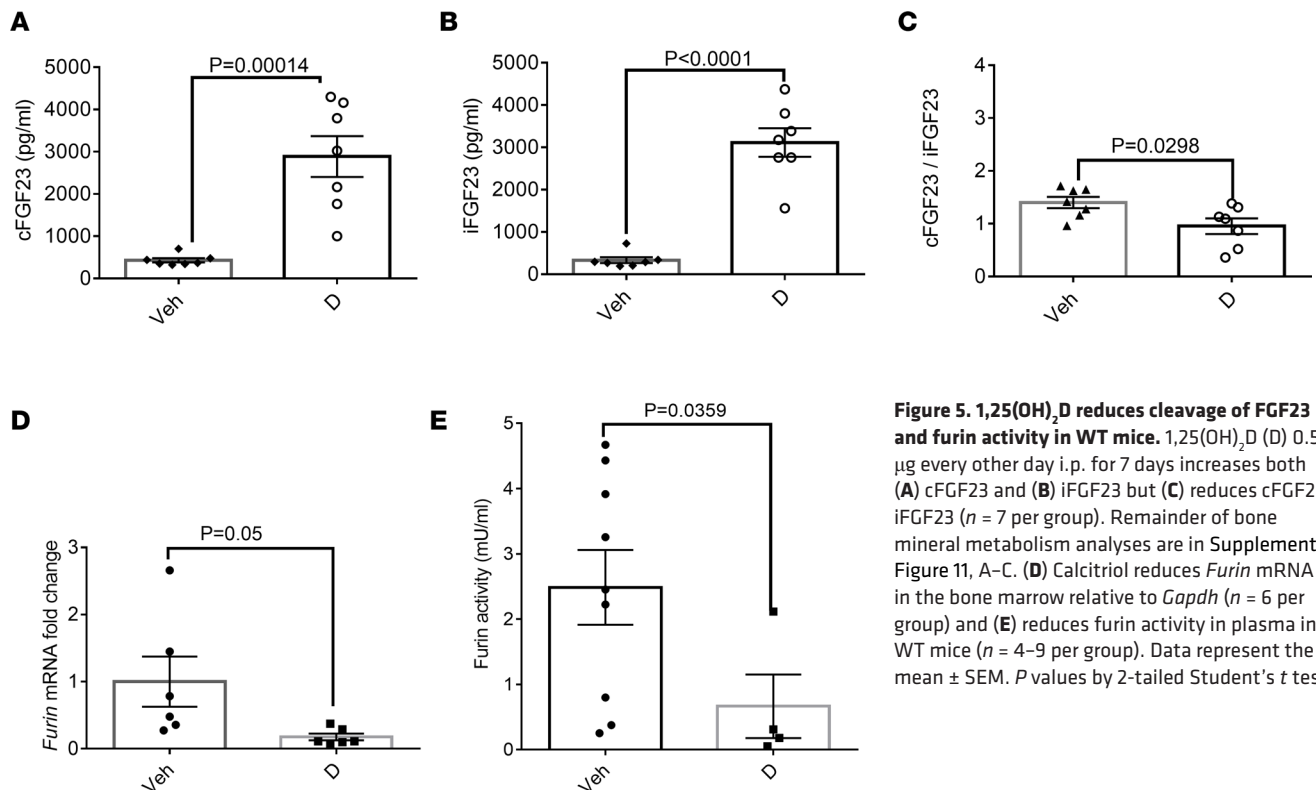 A
5000
4000
3000
2000
1000
0
cFGF23 (pg/ml)
P=0.00014
Veh
D
B
5000
4000
3000
2000
1000
0
iFGF23 (pg/ml)
P<0.0001
Veh
D
C
4
3
2
1
0
cFGF23 / iFGF23
P=0.0298
Veh
D
D
3
2
1
0
Furin mRNA fold change
P=0.05
Veh
D
E
5
4
3
2
1
0
Furin activity (mU/ml)
P=0.0359
Veh
D
Figure 5. 1,25(OH)₂D reduces cleavage of FGF23
and furin activity in WT mice. 1,25(OH)₂D (D) 0.5
μg every other day i.p. for 7 days increases both
(A) cFGF23 and (B) iFGF23 but (C) reduces
iFGF23 (n = 7 per group). Remainder of bone
mineral metabolism analyses are in
Figure 11, A–C. (D) Calcitriol reduces Furin mRNA
in the bone marrow relative to Gapdh (n = 6 per
group) and (E) reduces furin activity in plasma in
WT mice (n = 4–9 per group). Data represent the
mean ± SEM. P values by 2-tailed Student's t